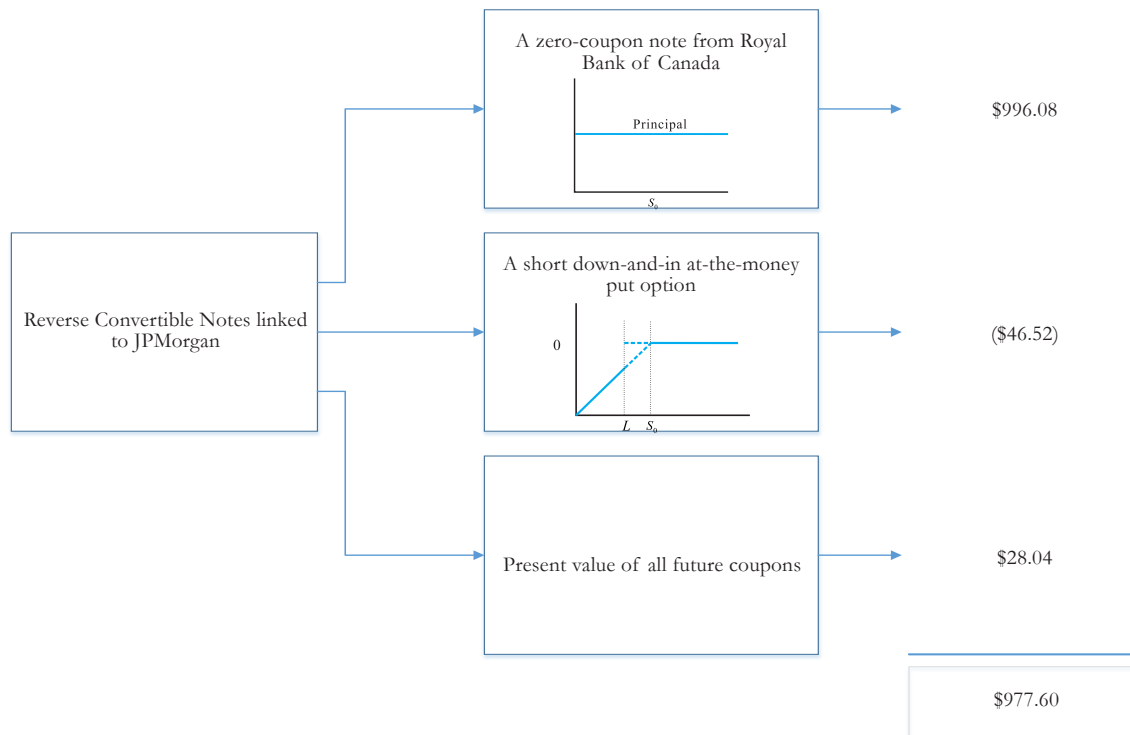 A zero-coupon note from Royal
Bank of Canada
Principal
S₀
$996.08
Reverse Convertible Notes linked
to JPMorgan
A short down-and-in at-the-money
put option
0
L S₀
($46.52)
Present value of all future coupons
$28.04
$977.60